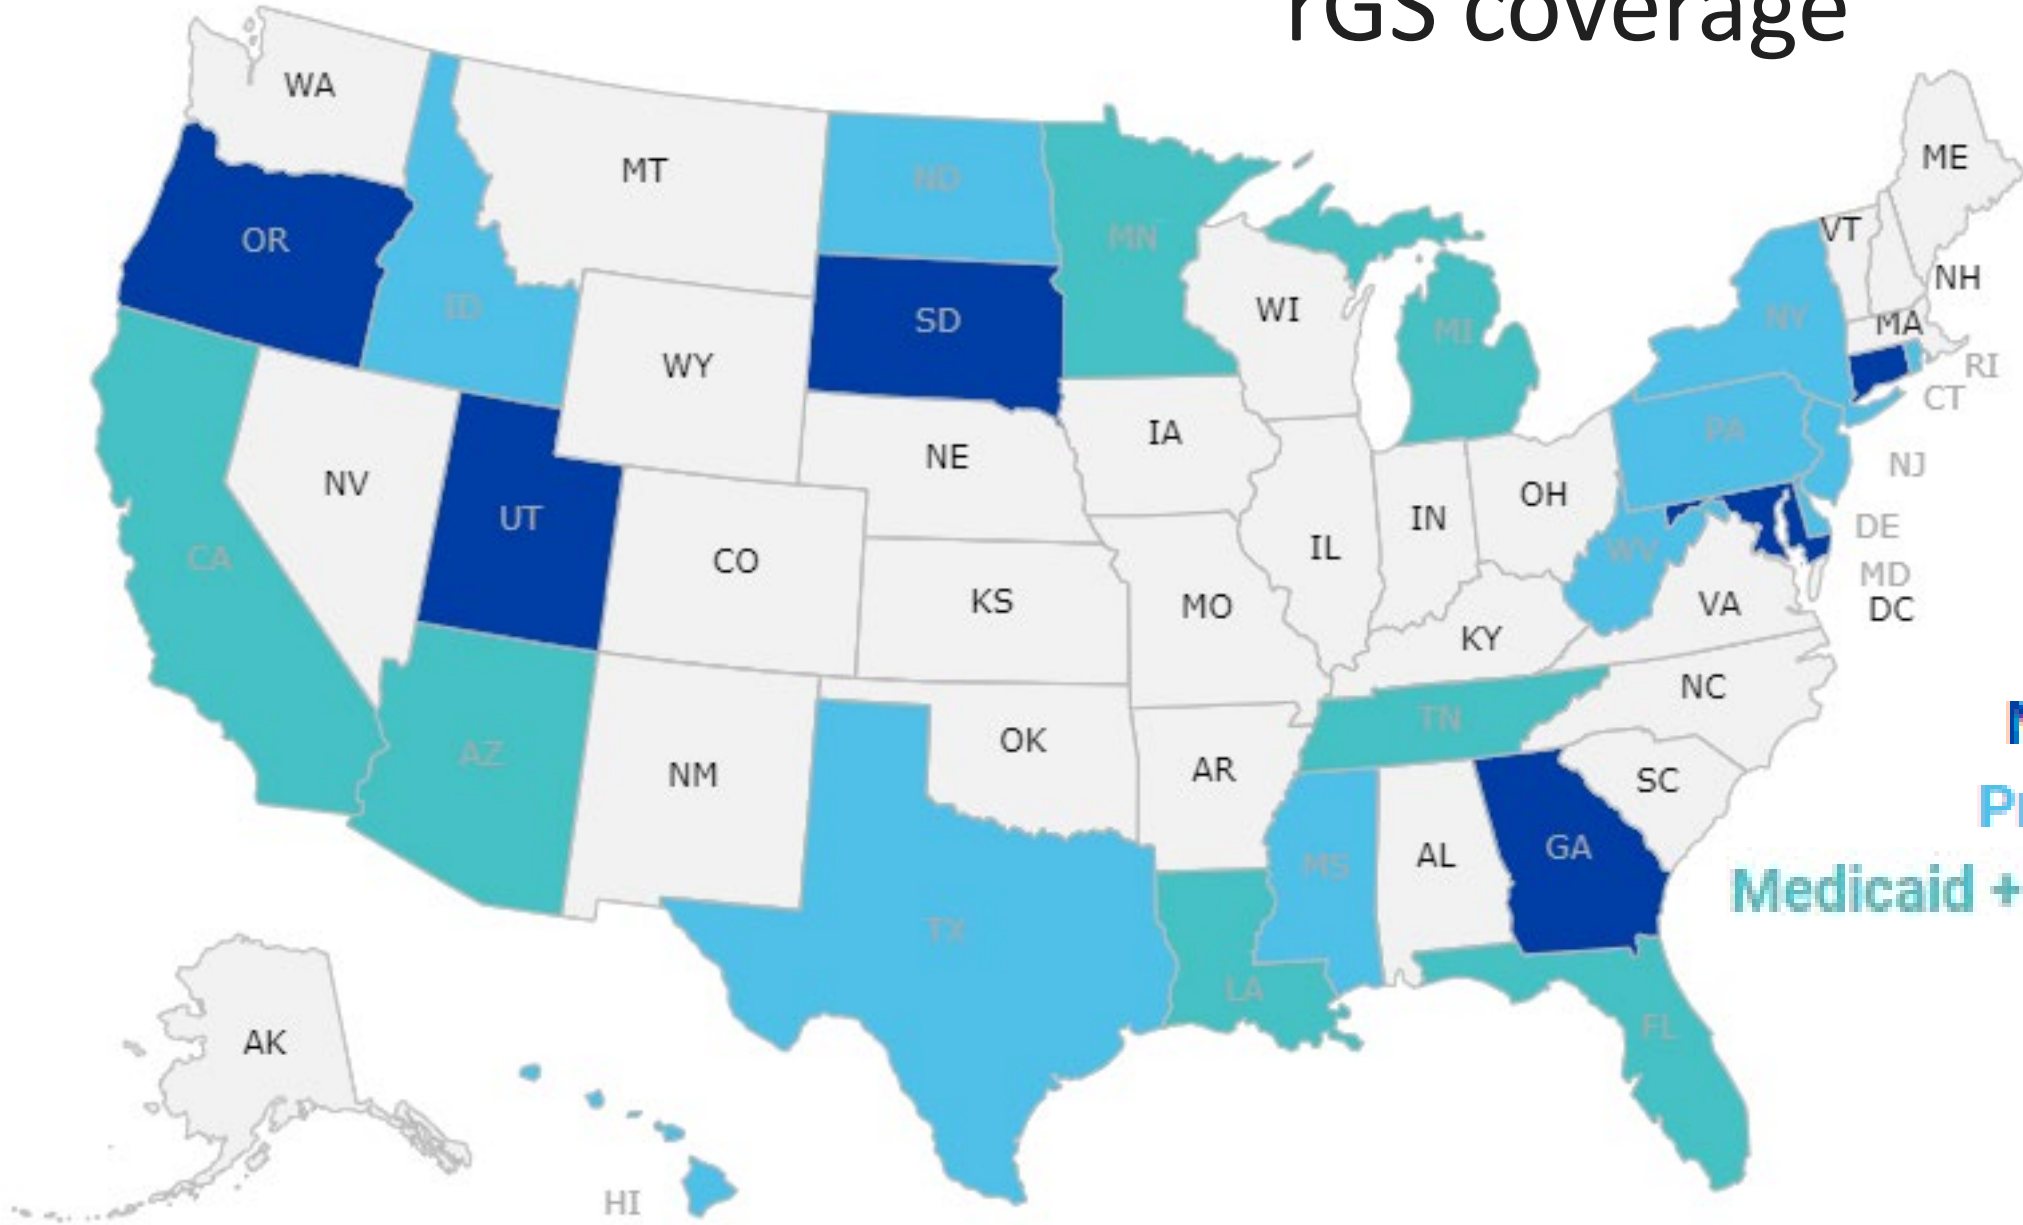 rGS coverage
WA
MT
ND
MN
ME
VT
NH
OR
ID
SD
WI
MI
NY
MA
RI
CT
WY
IA
NE
PA
NJ
NV
UT
CO
IL
IN
OH
DE
WV
MD
DC
CA
KS
MO
KY
VA
NC
TN
AZ
NM
OK
AR
SC
MS
AL
GA
Medicaid +
TX
LA
FL
AK
HI